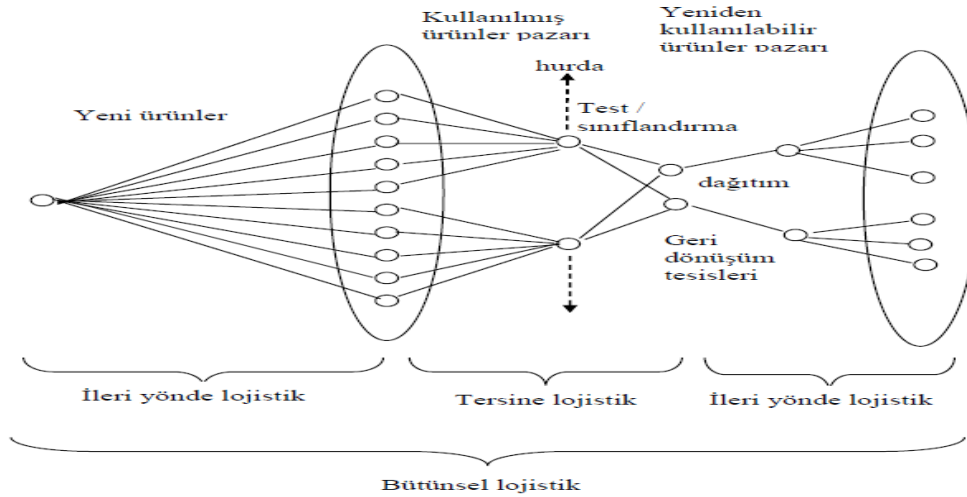 Kullanılmış
ürünler pazarı
Yeniden
kullanılabilir
ürünler pazarı
hurda
Yeni ürünler
Test /
sınıflandırma
dağıtım
Geri
dönüşüm
tesisleri
İleri yönde lojistik
Tersine lojistik
İleri yönde lojistik
Bütünsel lojistik